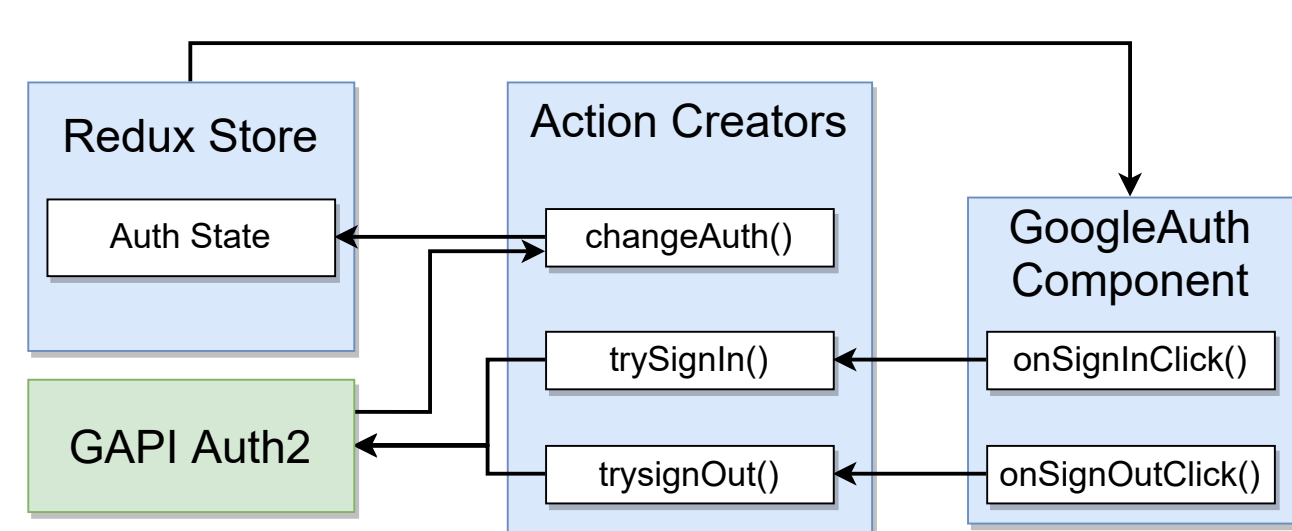 Redux Store
Auth State
GAPI Auth2
Action Creators
changeAuth()
trySignIn()
trysignOut()
GoogleAuth
Component
onSignInClick()
onSignOutClick()